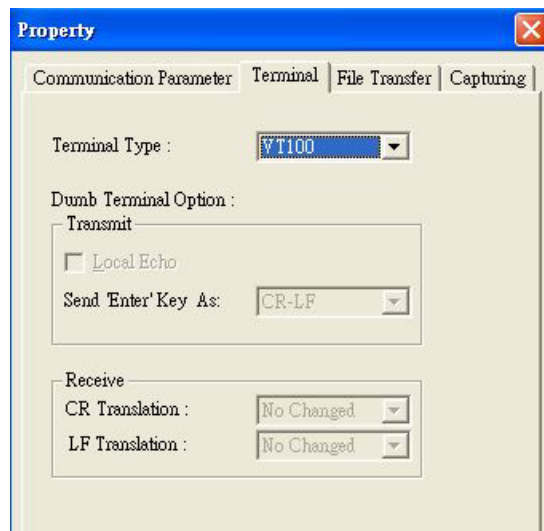 Property
Communication Parameter Terminal File Transfer Capturing
Terminal Type : VT100
Dumb Terminal Option :
Transmit
Local Echo
Send 'Enter' Key As: CR-LF
Receive
CR Translation : No Changed
LF Translation : No Changed